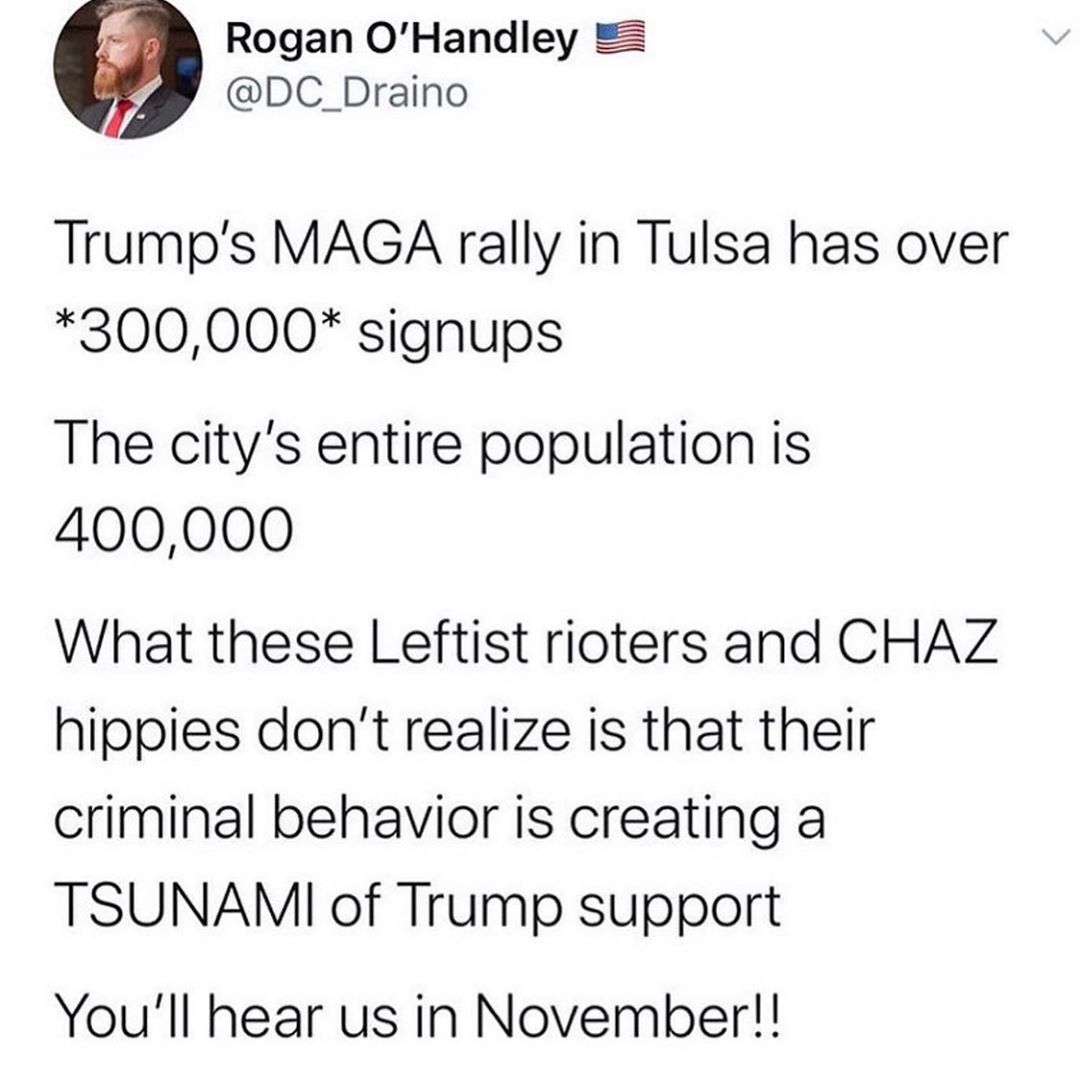 Rogan O'Handley 🇺🇸
@DC_Draino
Trump's MAGA rally in Tulsa has over
*300,000* signups
The city's entire population is
400,000
What these Leftist rioters and CHAZ
hippies don't realize is that their
criminal behavior is creating a
TSUNAMI of Trump support
You'll hear us in November!!